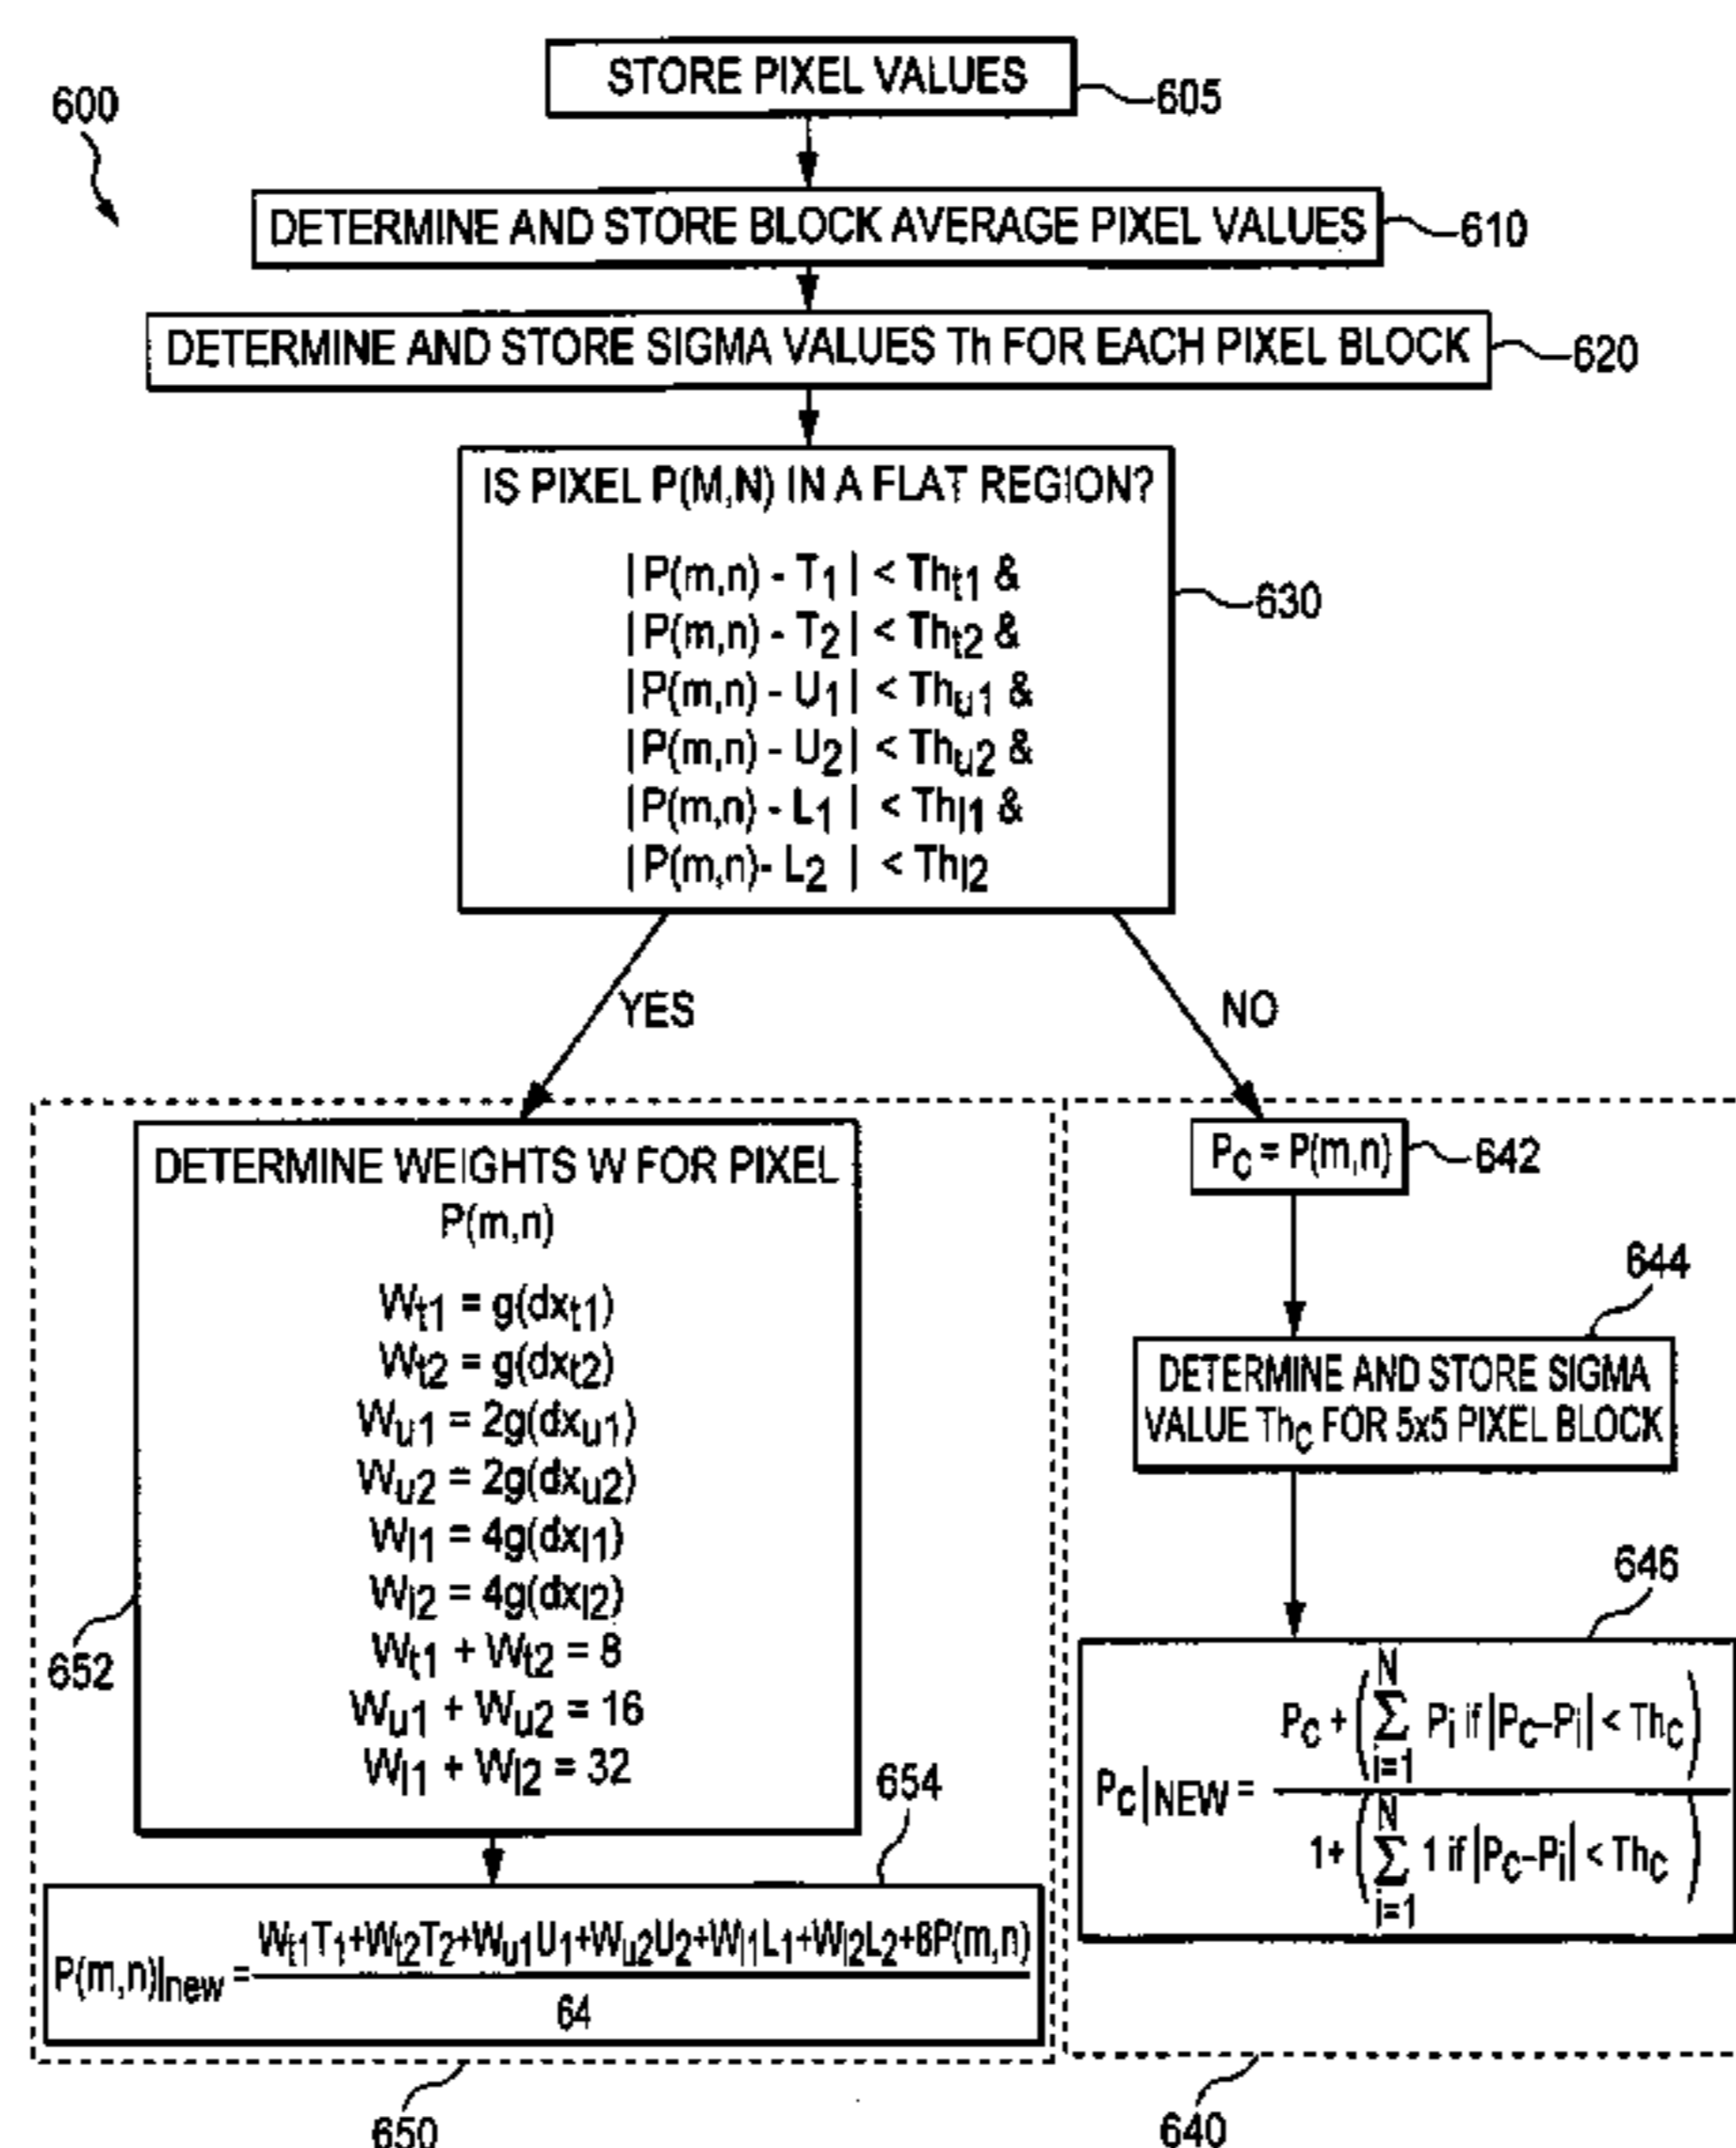 STORE PIXEL VALUES
605
600
DETERMINE AND STORE BLOCK AVERAGE PIXEL VALUES
610
DETERMINE AND STORE SIGMA VALUES Th FOR EACH PIXEL BLOCK
620
IS PIXEL P(M,N) IN A FLAT REGION?
|P(m,n) - T1| < Tht1 &
|P(m,n) - T2| < Tht2 &
|P(m,n) - U1| < Thu1 &
|P(m,n) - U2| < Thu2 &
|P(m,n) - L1| < Thl1 &
|P(m,n)- L2| < Thl2
630
YES
NO
DETERMINE WEIGHTS W FOR PIXEL
P(m,n)
Wt1 = g(dxt1)
Wt2 = g(dxt2)
Wu1 = 2g(dxu1)
Wu2 = 2g(dxu2)
Wl1 = 4g(dxl1)
Wl2 = 4g(dxl2)
Wt1 + Wt2 = 8
Wu1 + Wu2 = 16
Wl1 + Wl2 = 32
652
654
P(m,n)|new = Wt1T1+Wt2T2+Wu1U1+Wu2U2+Wl1L1+Wl2L2+8P(m,n)
64
650
Pc = P(m,n)
642
644
DETERMINE AND STORE SIGMA
VALUE Thc FOR 5x5 PIXEL BLOCK
646
Pc + (N Σ i=1 Pi if |Pc–Pi| < Thc)
Pc|NEW =
1+ (N Σ i=1 1 if |Pc–Pi| < Thc)
640